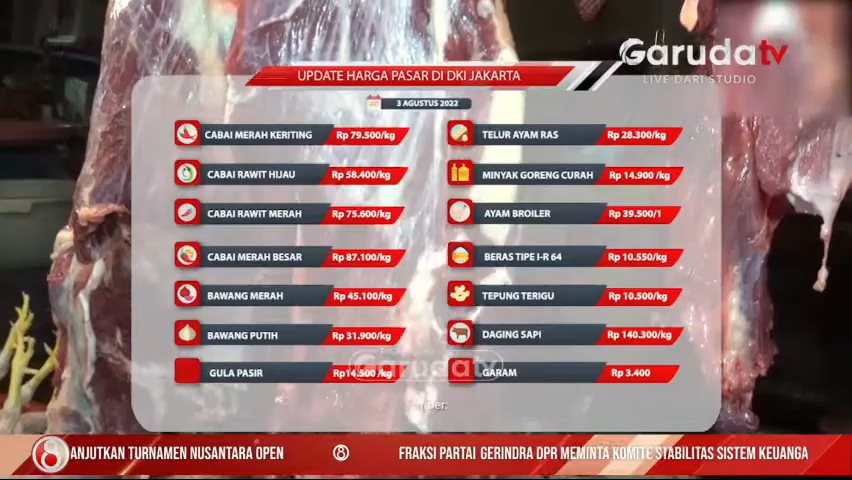 Garudatv
LIVE DARI STUDIO
UPDATE HARGA PASAR DI DKI JAKARTA
3 AGUSTUS 2022
CABAI MERAH KERITING Rp 79.500/kg
CABAI RAWIT HIJAU Rp 58.400/kg
CABAI RAWIT MERAH Rp 75.600/kg
CABAI MERAH BESAR Rp 87.100/kg
BAWANG MERAH Rp 45.100/kg
BAWANG PUTIH Rp 31.900/kg
GULA PASIR Rp14.500/kg
TELUR AYAM RAS Rp 28.300/kg
MINYAK GORENG CURAH Rp 14.900 /kg
AYAM BROILER Rp 39.500/1
BERAS TIPE I-R 64 Rp 10.550/kg
TEPUNG TERIGU Rp 10.500/kg
DAGING SAPI Rp 140.300/kg
GARAM Rp 3.400
Garudatv
8 ANJUTKAN TURNAMEN NUSANTARA OPEN 8 FRAKSI PARTAI GERINDRA DPR MEMINTA KOMITE STABILITAS SISTEM KEUANGA